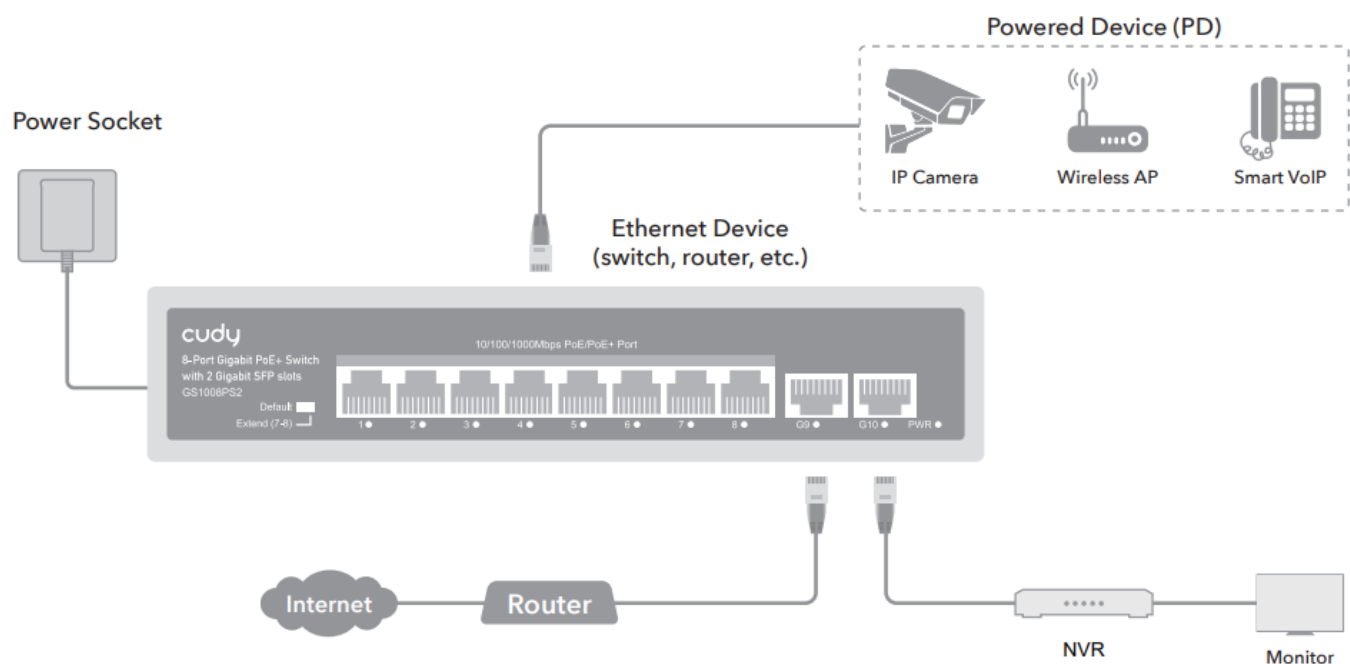 Powered Device (PD)
IP Camera
Wireless AP
Smart VoIP
Power Socket
Ethernet Device
(switch, router, etc.)
cudy
8-Port Gigabit PoE+ Switch
with 2 Gigabit SFP slots
GS1008PS2
Default
Extend (7-8)
10/100/1000Mbps PoE/PoE+ Port
1 2 3 4 5 6 7 8 G9 G10 PWR
Internet
Router
NVR
Monitor